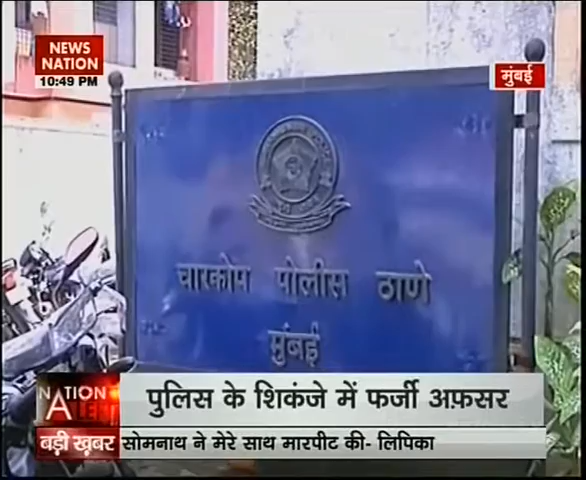 NEWS
NATION
10:49 PM
मुंबई
चारकोप पोलीस ठाणे
मुंबई
NATION
ALERT
पुलिस के शिकंजे में फर्जी अफ़सर
बड़ी ख़बर
सोमनाथ ने मेरे साथ मारपीट की- लिपिका